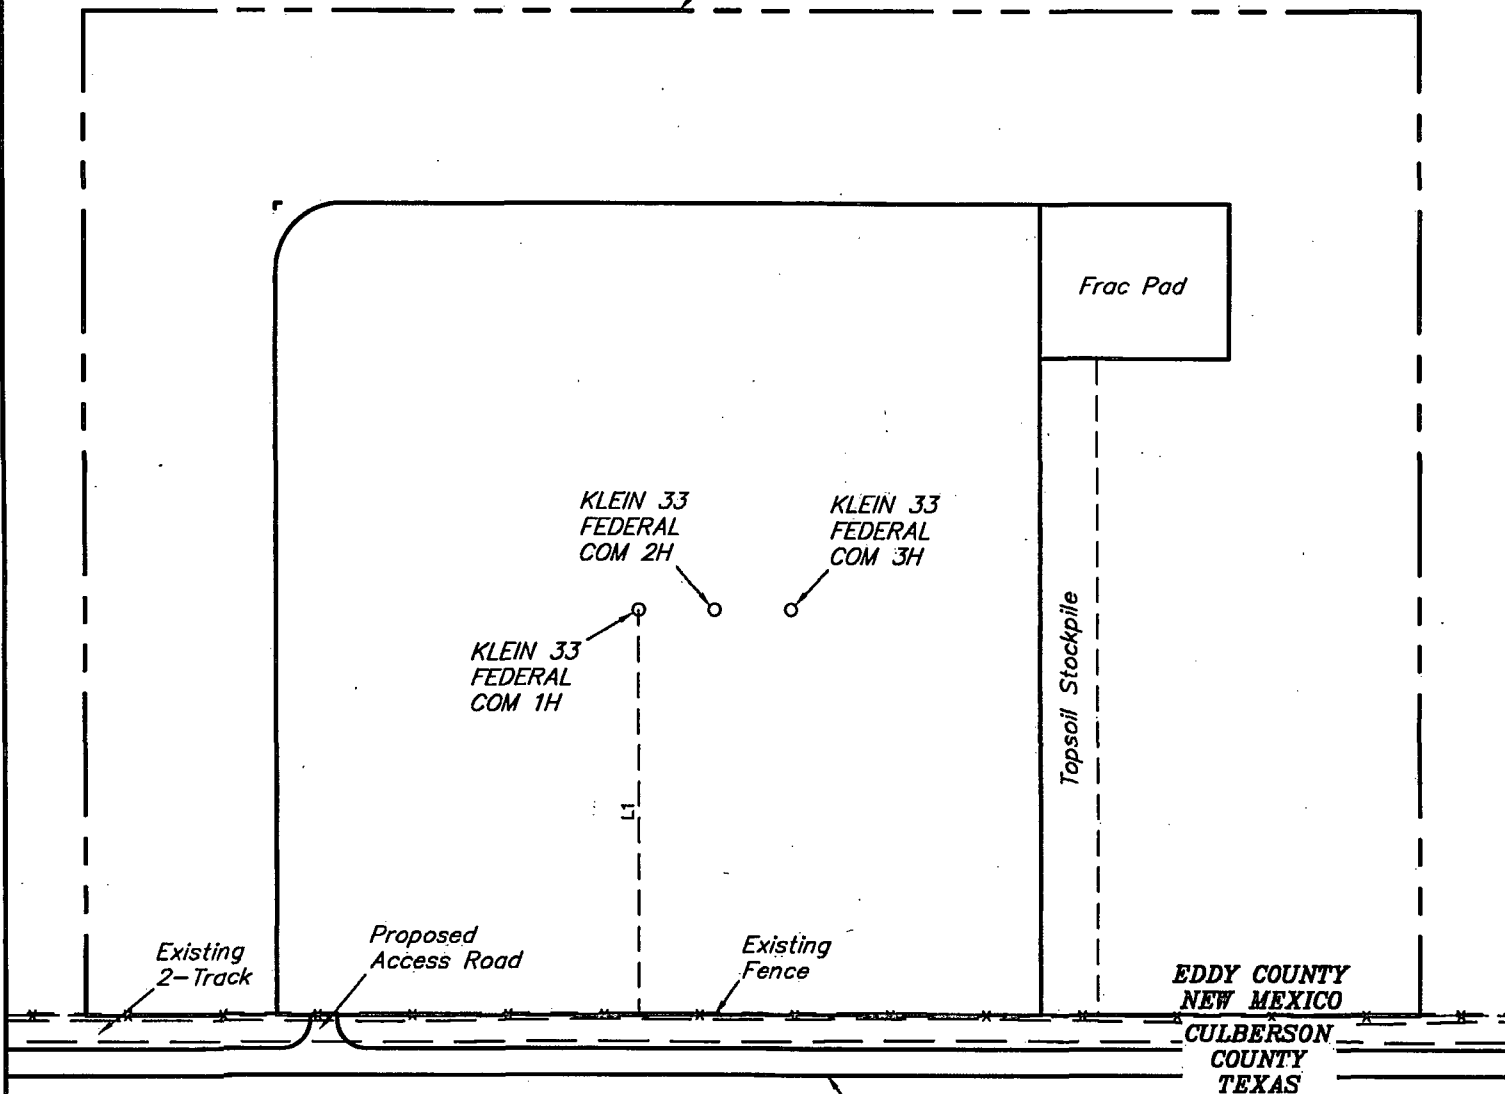 Frac Pad
KLEIN 33
FEDERAL
COM 2H
KLEIN 33
FEDERAL
COM 3H
KLEIN 33
FEDERAL
COM 1H
Topsoil Stockpile
L1
Existing
2-Track
Proposed
Access Road
Existing
Fence
EDDY COUNTY
NEW MEXICO
CULBERSON
COUNTY
TEXAS